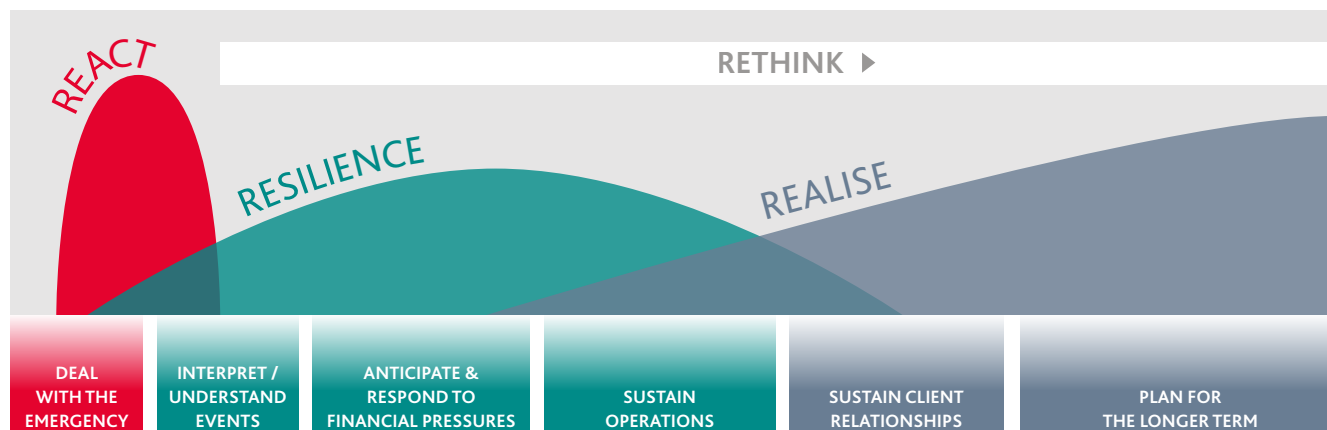 REACT
RETHINK
RESILIENCE
REALISE
DEAL
WITH THE
EMERGENCY
INTERPRET /
UNDERSTAND
EVENTS
ANTICIPATE &
RESPOND TO
FINANCIAL PRESSURES
SUSTAIN
OPERATIONS
SUSTAIN CLIENT
RELATIONSHIPS
PLAN FOR
THE LONGER TERM